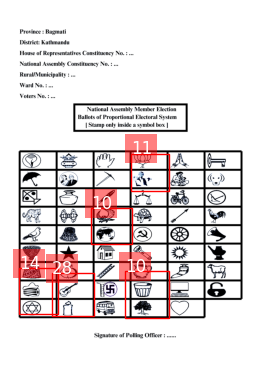 Province : Bagmati
District: Kathmandu
House of Representatives Constituency No. : ...
National Assembly Constituency No. : ...
Rural/Municipality : ...
Ward No. : ...
Voters No. : ...
National Assembly Member Election
Ballots of Proportional Electoral System
[ Stamp only inside a symbol box ]
11
10
14
28
10
Signature of Polling Officer : ......